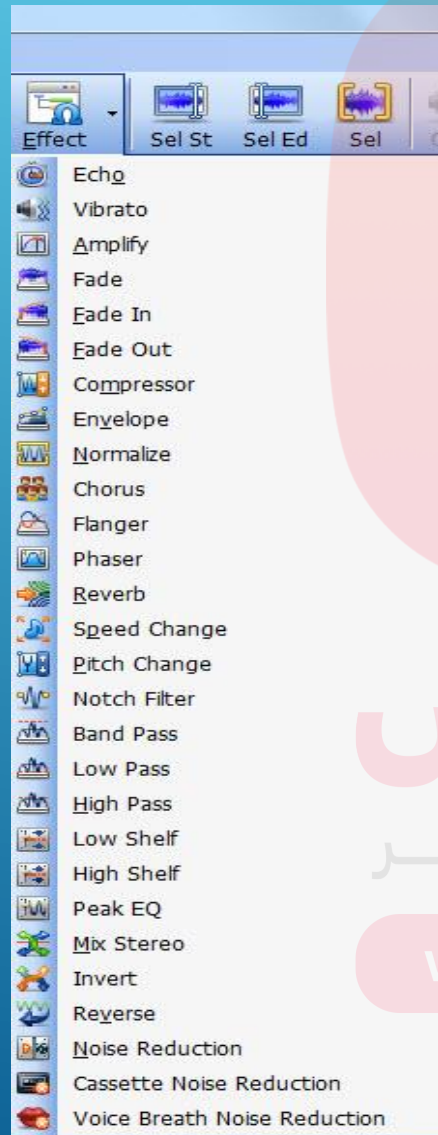 Effect
Sel St
Sel Ed
Sel
Echo
Vibrato
Amplify
Fade
Fade In
Fade Out
Compressor
Envelope
Normalize
Chorus
Flanger
Phaser
Reverb
Speed Change
Pitch Change
Notch Filter
Band Pass
Low Pass
High Pass
Low Shelf
High Shelf
Peak EQ
Mix Stereo
Invert
Reverse
Noise Reduction
Cassette Noise Reduction
Voice Breath Noise Reduction